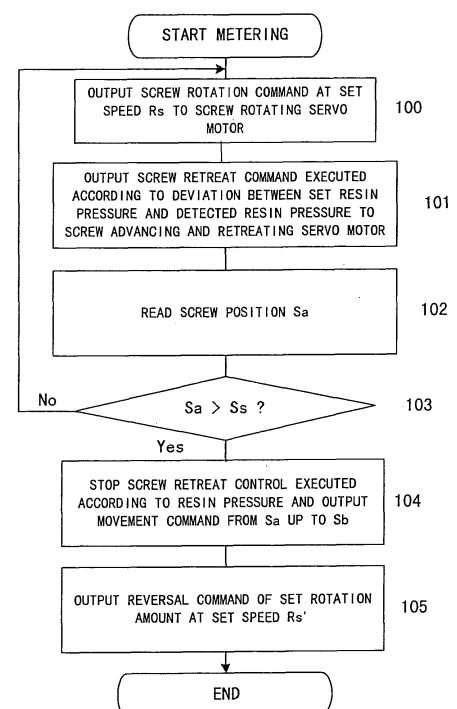 START METERING
OUTPUT SCREW ROTATION COMMAND AT SET
SPEED Rs TO SCREW ROTATING SERVO
MOTOR
100
OUTPUT SCREW RETREAT COMMAND EXECUTED
ACCORDING TO DEVIATION BETWEEN SET RESIN
PRESSURE AND DETECTED RESIN PRESSURE TO
SCREW ADVANCING AND RETREATING SERVO MOTOR
101
READ SCREW POSITION Sa
102
Sa > Ss ?
103
No
Yes
STOP SCREW RETREAT CONTROL EXECUTED
ACCORDING TO RESIN PRESSURE AND OUTPUT
MOVEMENT COMMAND FROM Sa UP TO Sb
104
OUTPUT REVERSAL COMMAND OF SET ROTATION
AMOUNT AT SET SPEED Rs'
105
END